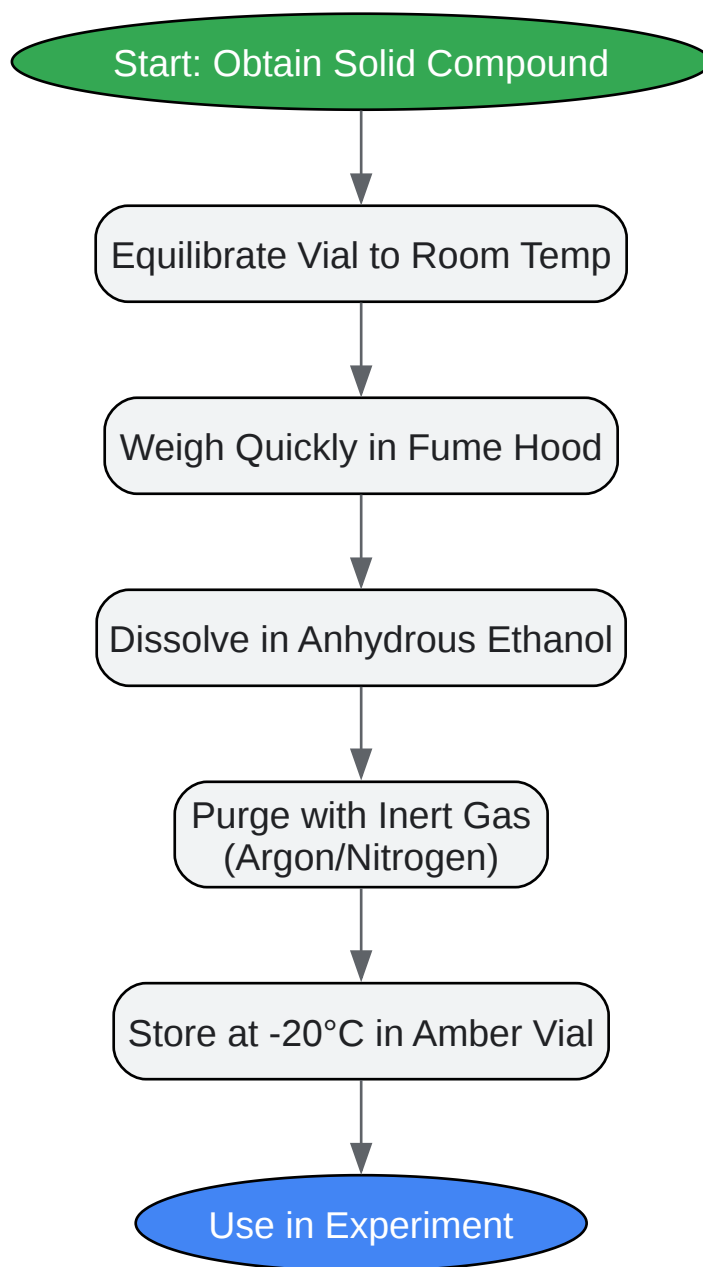 Start: Obtain Solid Compound
Equilibrate Vial to Room Temp
Weigh Quickly in Fume Hood
Dissolve in Anhydrous Ethanol
Purge with Inert Gas
(Argon/Nitrogen)
Store at -20°C in Amber Vial
Use in Experiment